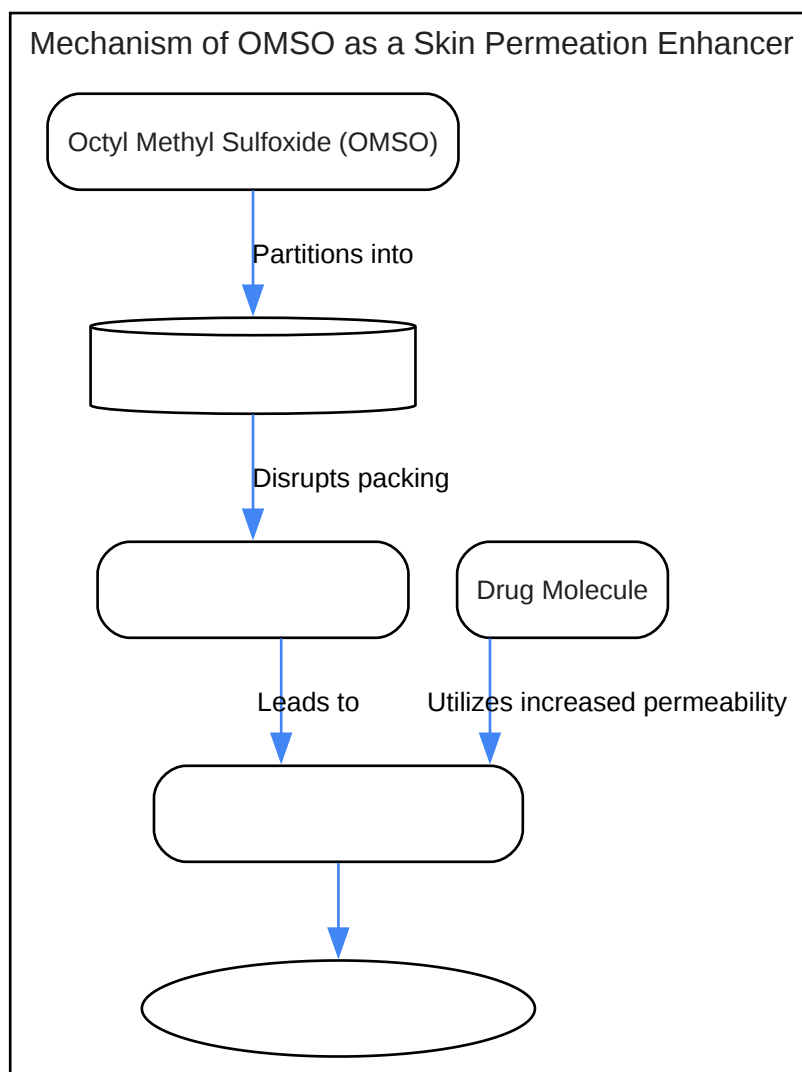 Mechanism of OMSO as a Skin Permeation Enhancer
Octyl Methyl Sulfoxide (OMSO)
Partitions into
Disrupts packing
Drug Molecule
Leads to
Utilizes increased permeability